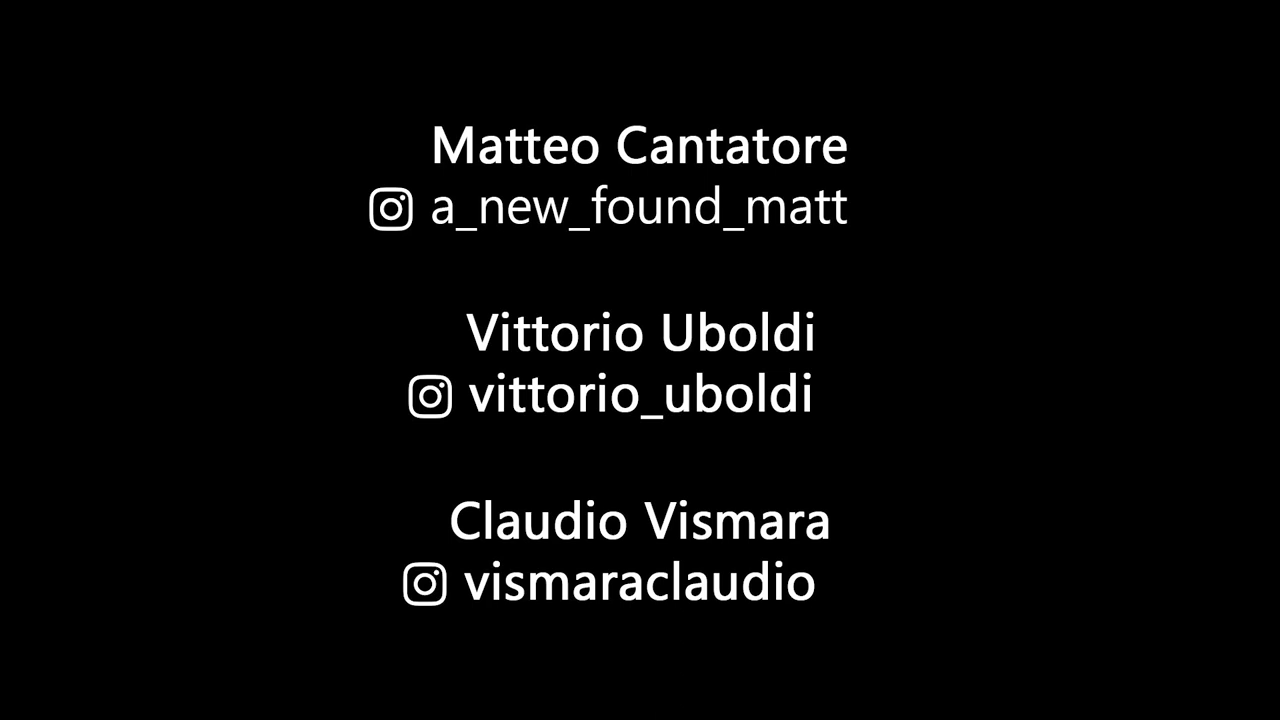 Matteo Cantatore
a_new_found_matt
Vittorio Uboldi
vittorio_uboldi
Claudio Vismara
vismaraclaudio